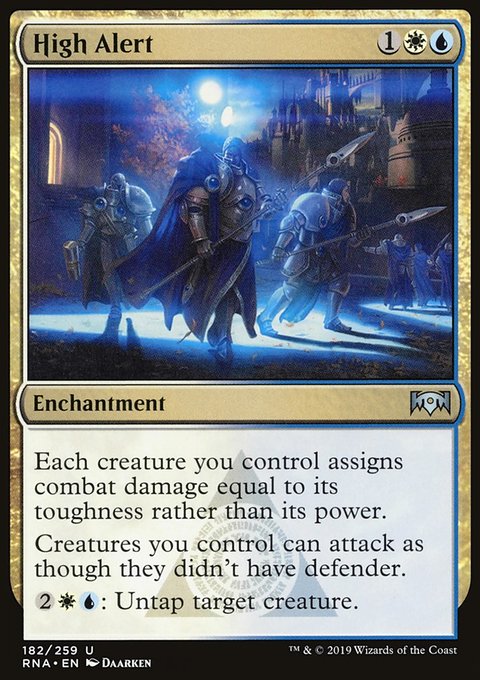 High Alert 1
Enchantment
Each creature you control assigns
combat damage equal to its
toughness rather than its power.
Creatures you control can attack as
though they didn't have defender.
2: Untap target creature.
182/259 U
RNA • EN Daarken
™ & © 2019 Wizards of the Coast